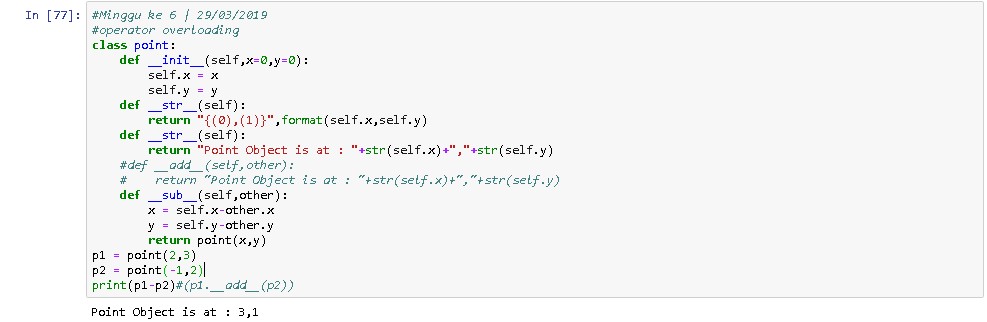 In [77]: #Minggu ke 6 | 29/03/2019
#operator overloading
class point:
    def __init__(self,x=0,y=0):
        self.x = x
        self.y = y
    def __str__(self):
        return "{(0),(1)}",format(self.x,self.y)
    def __str__(self):
        return "Point Object is at : "+str(self.x)+","+str(self.y)
    #def __add__(self,other):
    #    return "Point Object is at : "+str(self.x)+","+str(self.y)
    def __sub__(self,other):
        x = self.x-other.x
        y = self.y-other.y
        return point(x,y)
p1 = point(2,3)
p2 = point(-1,2)
print(p1-p2)#(p1.__add__(p2))
Point Object is at : 3,1